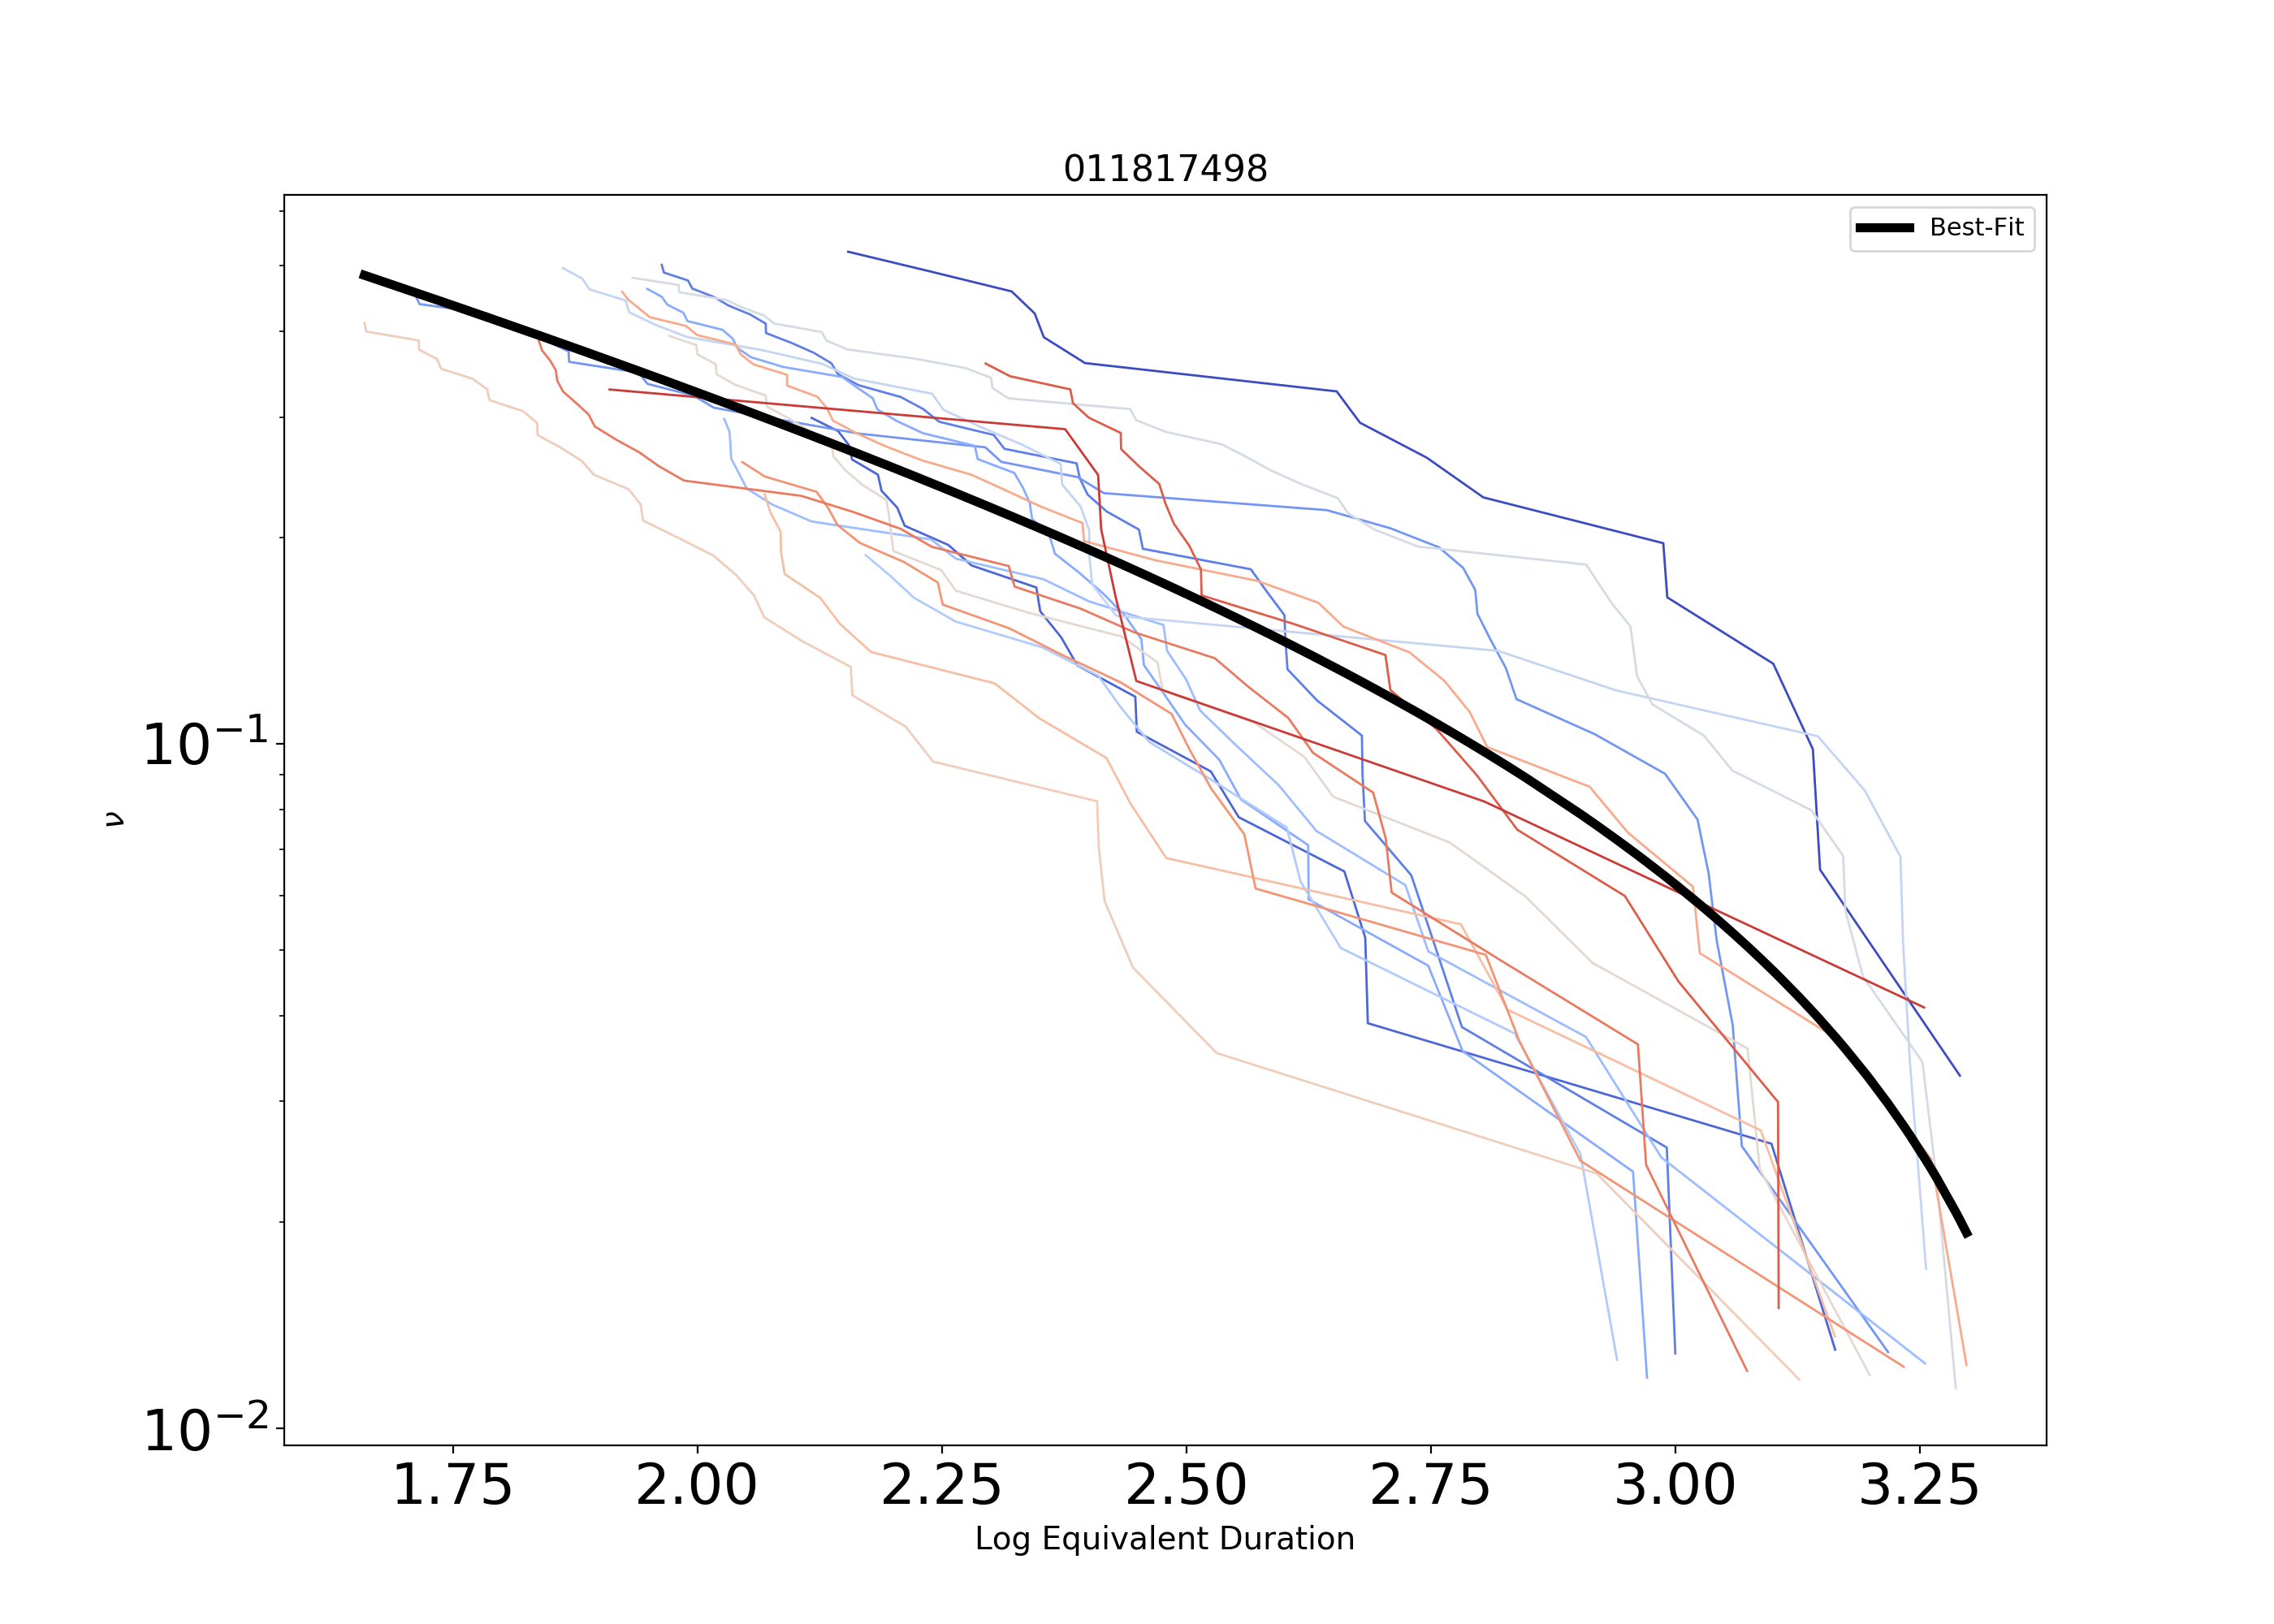 011817498
Best-Fit
10⁻¹
ν
10⁻²
1.75 2.00 2.25 2.50 2.75 3.00 3.25
Log Equivalent Duration